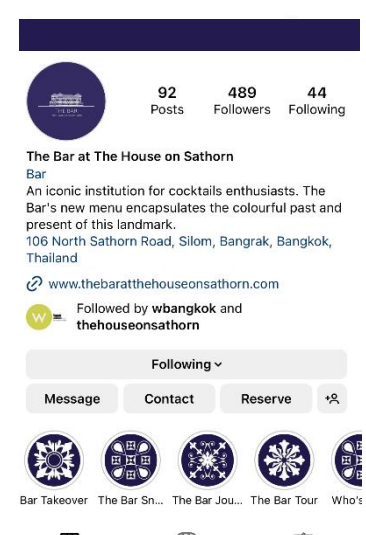 THE BAR
92 489 44
Posts Followers Following
The Bar at The House on Sathorn
Bar
An iconic institution for cocktails enthusiasts. The
Bar's new menu encapsulates the colourful past and
present of this landmark.
106 North Sathorn Road, Silom, Bangrak, Bangkok,
Thailand
www.thebaratthehouseonsathorn.com
W
Followed by wbangkok and
thehouseonsathorn
Following
Message Contact Reserve
Bar Takeover The Bar Sn... The Bar Jou... The Bar Tour Who's